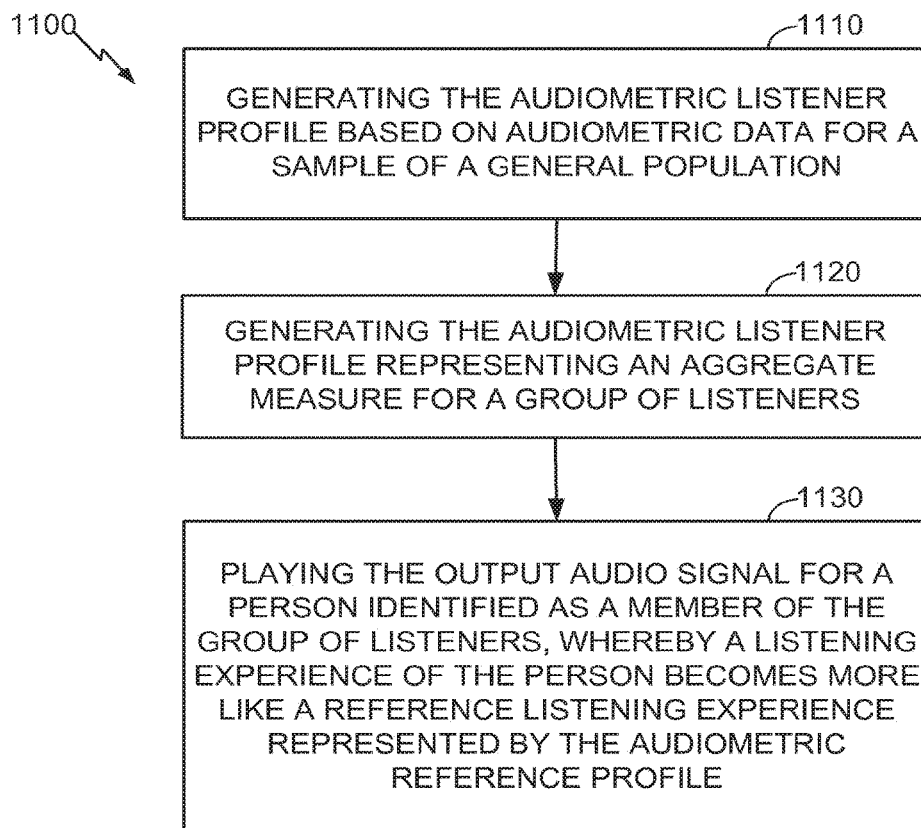 1100
1110
GENERATING THE AUDIOMETRIC LISTENER
PROFILE BASED ON AUDIOMETRIC DATA FOR A
SAMPLE OF A GENERAL POPULATION
1120
GENERATING THE AUDIOMETRIC LISTENER
PROFILE REPRESENTING AN AGGREGATE
MEASURE FOR A GROUP OF LISTENERS
1130
PLAYING THE OUTPUT AUDIO SIGNAL FOR A
PERSON IDENTIFIED AS A MEMBER OF THE
GROUP OF LISTENERS, WHEREBY A LISTENING
EXPERIENCE OF THE PERSON BECOMES MORE
LIKE A REFERENCE LISTENING EXPERIENCE
REPRESENTED BY THE AUDIOMETRIC
REFERENCE PROFILE